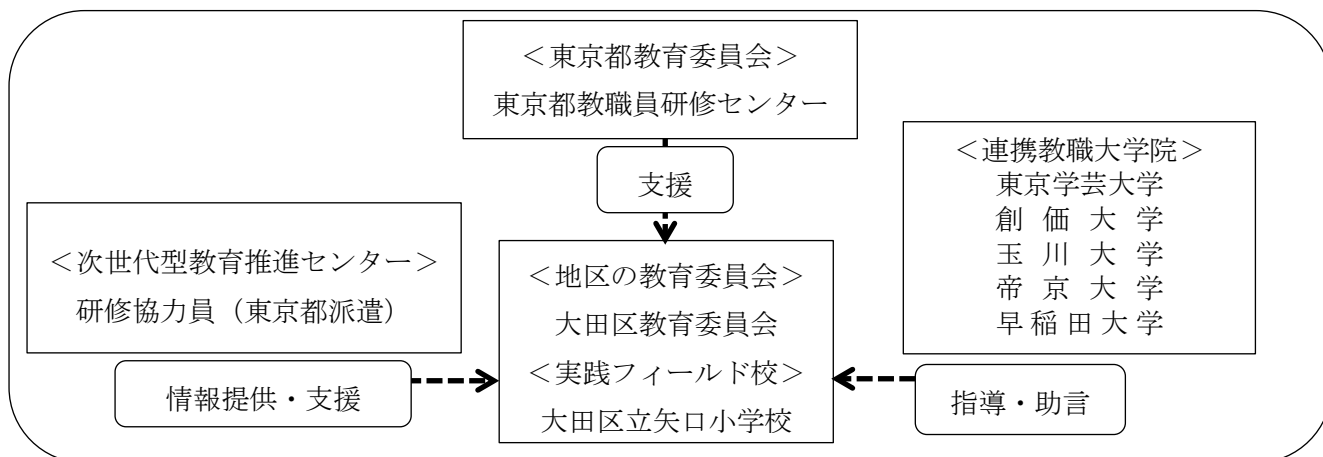 ＜東京都教育委員会＞
東京都教職員研修センター
支援
＜連携教職大学院＞
東京学芸大学
創価大学
玉川大学
帝京大学
早稲田大学
＜次世代型教育推進センター＞
研修協力員（東京都派遣）
情報提供・支援
＜地区の教育委員会＞
大田区教育委員会
＜実践フィールド校＞
大田区立矢口小学校
指導・助言